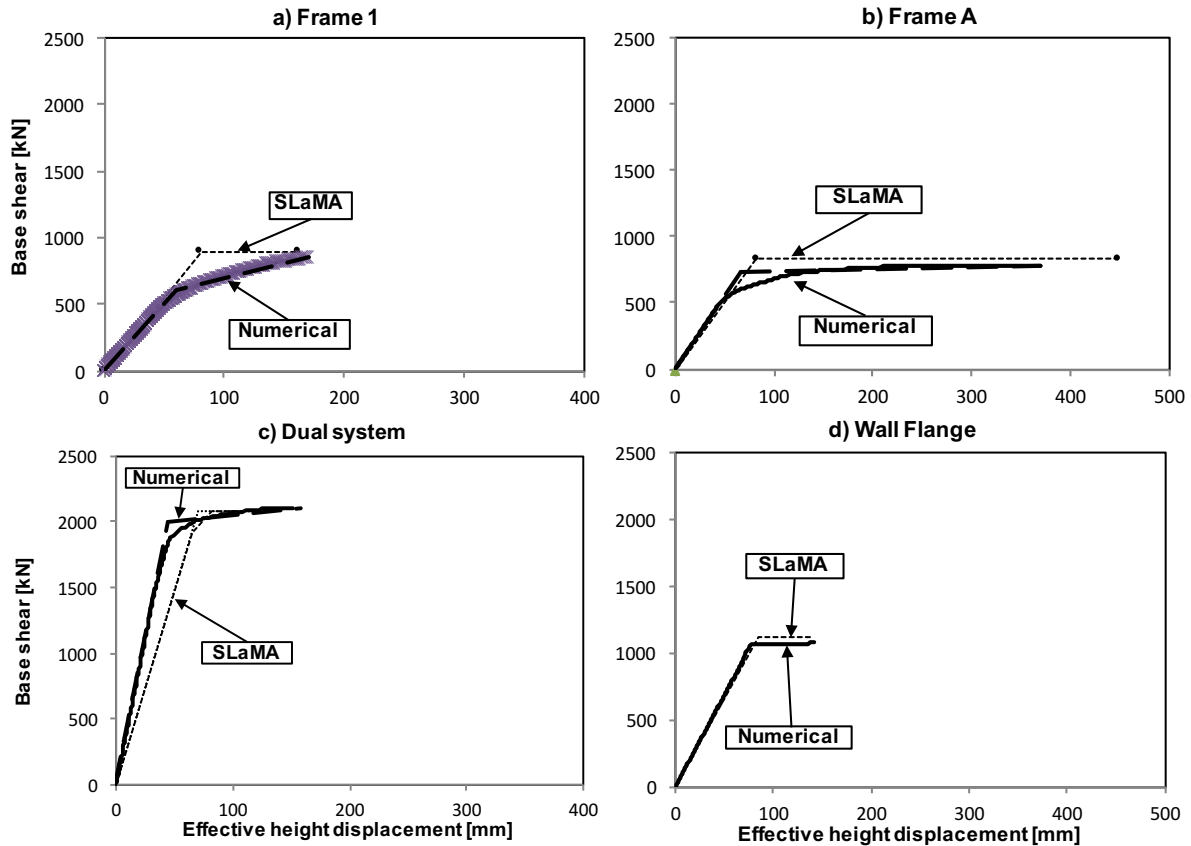 a) Frame 1
2500
2000
1500
1000
500
0
Base shear [kN]
SLaMA
Numerical
0 100 200 300 400
b) Frame A
2500
2000
1500
1000
500
0
SLaMA
Numerical
0 100 200 300 400 500
c) Dual system
2500
2000
1500
1000
500
0
Base shear [kN]
Numerical
SLaMA
0 100 200 300 400
Effective height displacement [mm]
d) Wall Flange
2500
2000
1500
1000
500
0
SLaMA
Numerical
0 100 200 300 400 500
Effective height displacement [mm]